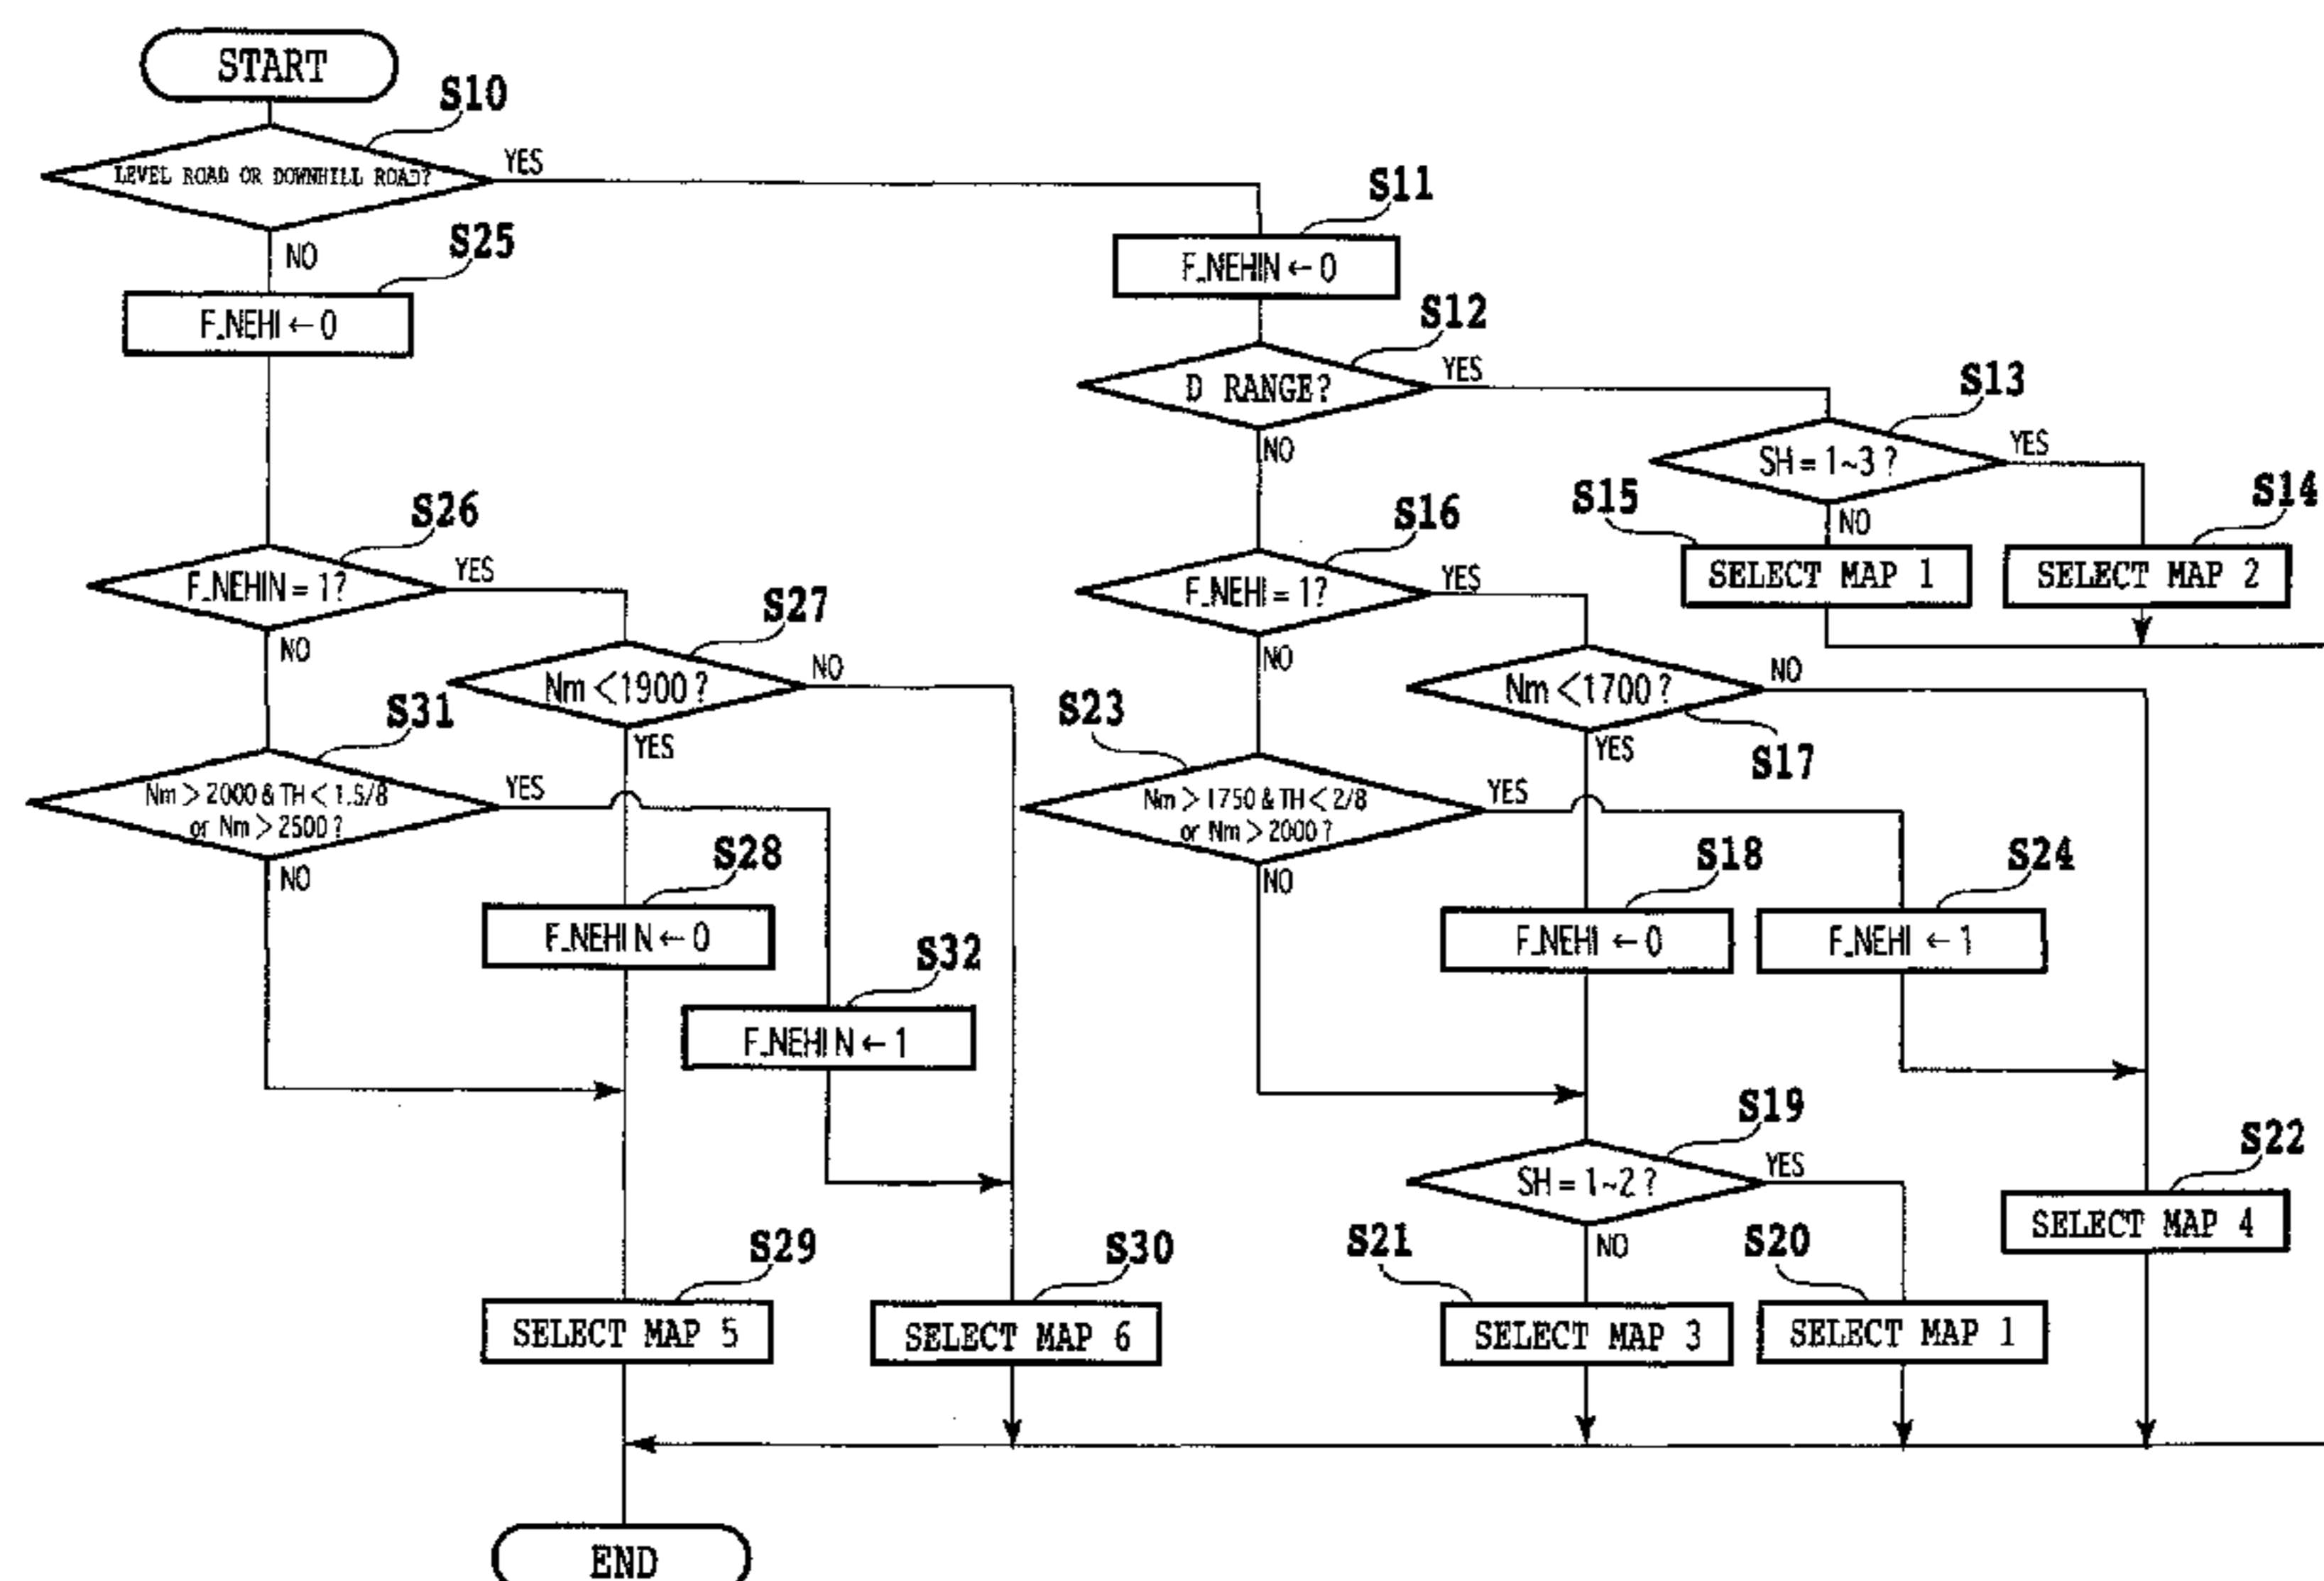 START
S10
LEVEL ROAD OR DOWNHILL ROAD?
YES
NO
S11
F_NEHIN ← 0
S25
F_NEHI ← 0
S12
D RANGE?
YES
NO
S13
SH = 1~3 ?
YES
NO
S15
SELECT MAP 1
S14
SELECT MAP 2
S26
F_NEHIN = 1?
YES
NO
S16
F_NEHI = 1?
YES
NO
S27
Nm < 1900 ?
NO
YES
Nm < 1700 ?
NO
YES
S17
S31
Nm > 2000 & TH < 1.5/8
or Nm > 2500 ?
YES
NO
S23
Nm > 1750 & TH < 2/8
or Nm > 2000 ?
YES
NO
S28
F_NEHIN ← 0
S18
F_NEHI ← 0
S24
F_NEHI ← 1
S32
F_NEHIN ← 1
S19
SH = 1~2 ?
YES
NO
S22
SELECT MAP 4
S29
SELECT MAP 5
S30
SELECT MAP 6
S21
SELECT MAP 3
S20
SELECT MAP 1
END